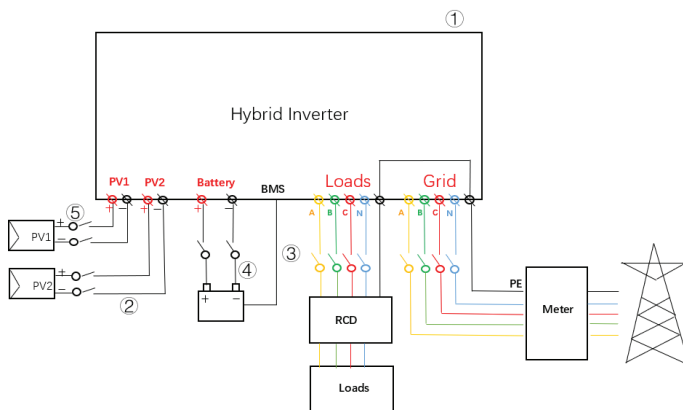 ①
Hybrid Inverter
PV1 PV2 Battery BMS Loads Grid
+ − + − + −
A B C N A B C N
⑤
+
−
PV1
③
④
+
−
PV2
②
+ −
PE
RCD
Meter
Loads